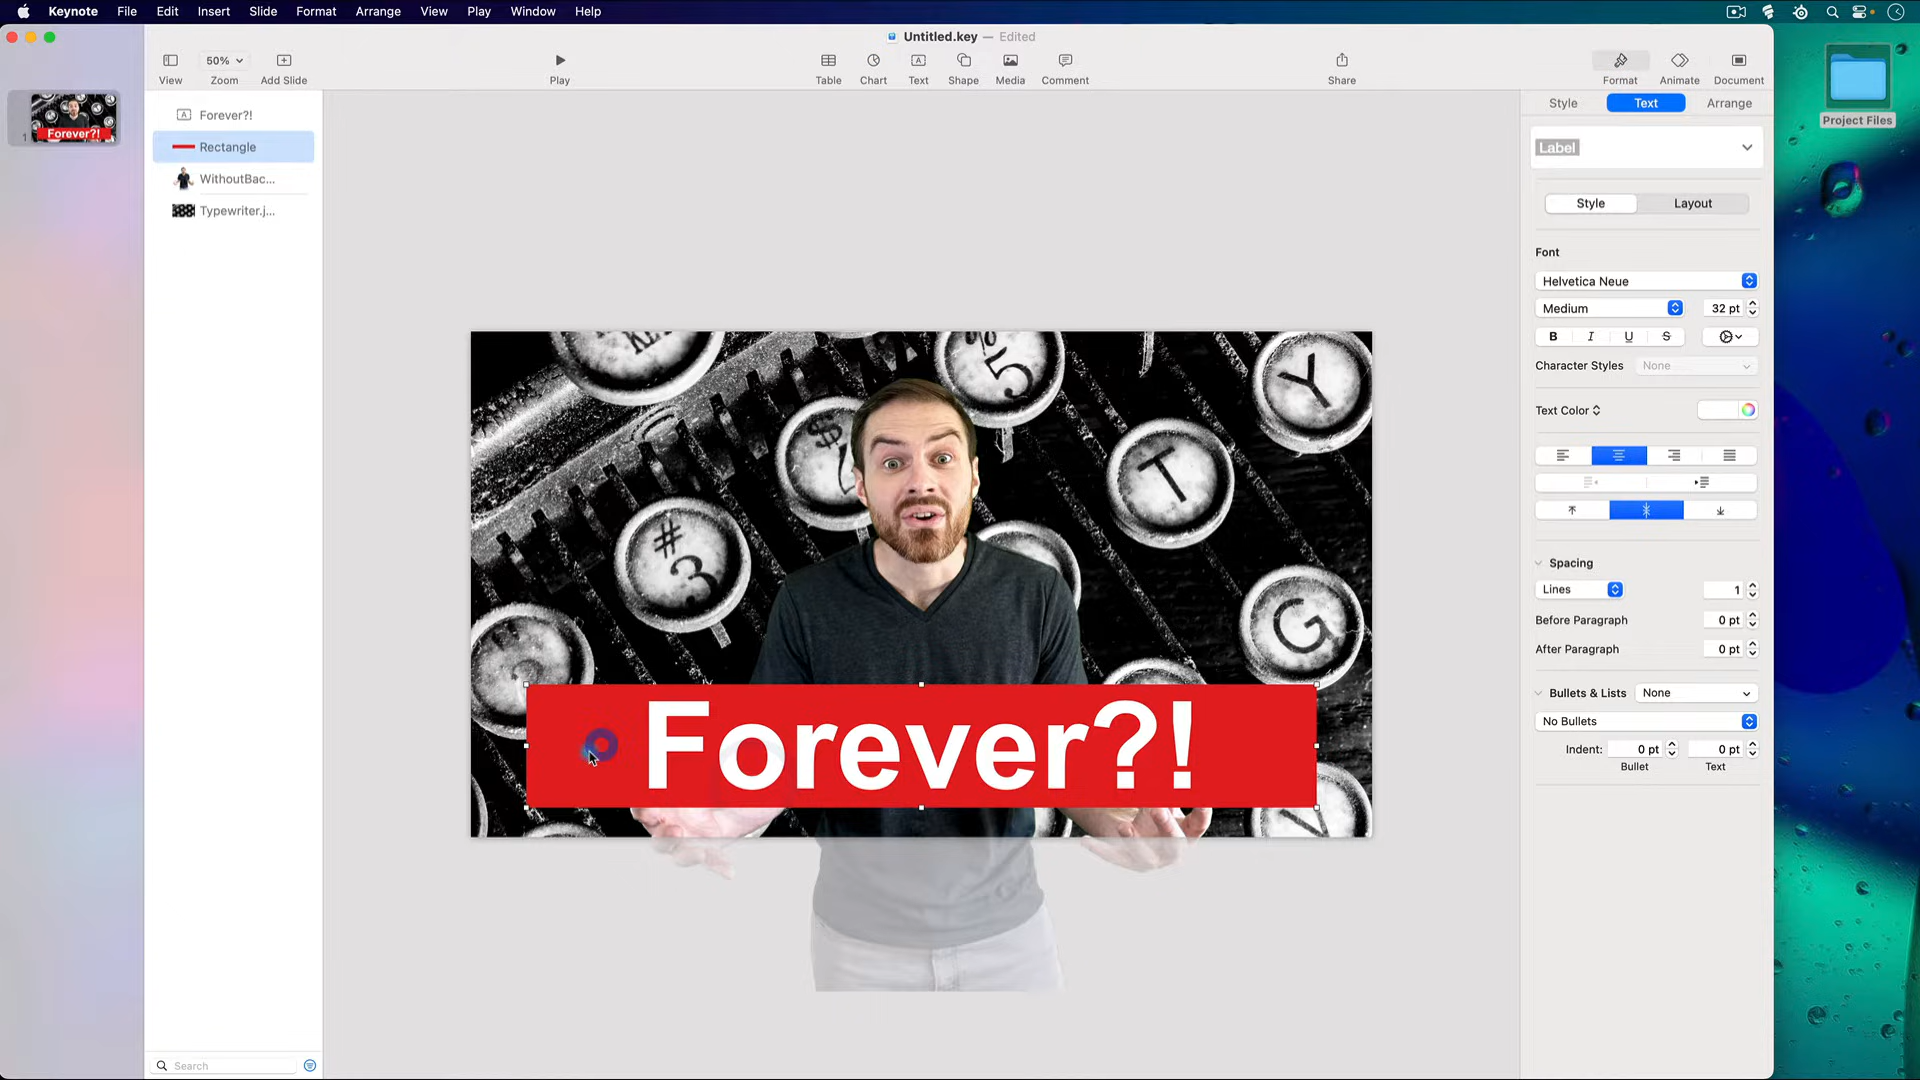 Keynote File Edit Insert Slide Format Arrange View Play Window Help
Untitled.key — Edited
50%
View Zoom Add Slide Play Table Chart Text Shape Media Comment Share Format Animate Document
Project Files
1
Forever?!
Forever?!
Rectangle
WithoutBac...
Typewriter.j...
Search
% 5
Y
$
T
#
3
G
V
Forever?!
Style Text Arrange
Label
Style Layout
Font
Helvetica Neue
Medium 32 pt
B I U S
Character Styles None
Text Color
Spacing
Lines 1
Before Paragraph 0 pt
After Paragraph 0 pt
Bullets & Lists None
No Bullets
Indent: 0 pt 0 pt
Bullet Text